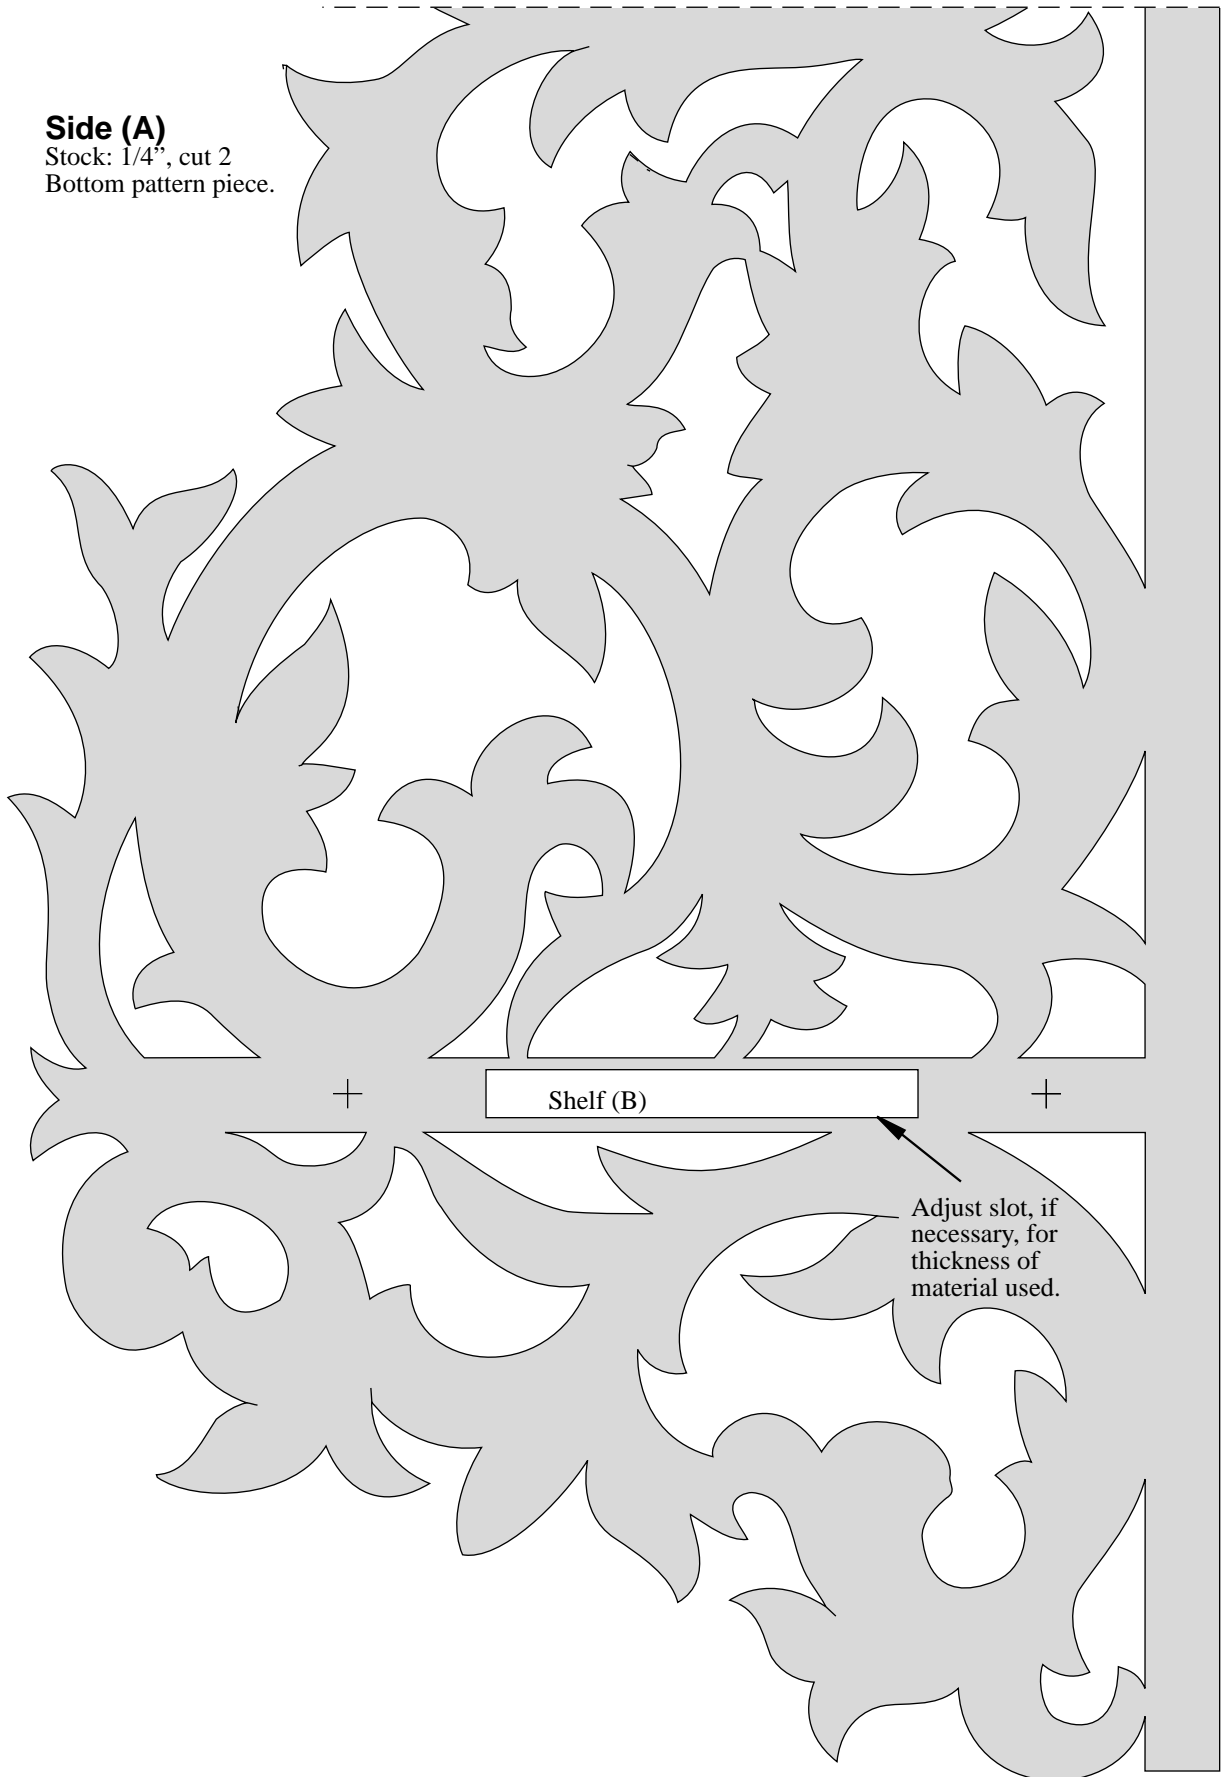 Side (A)
Stock: 1/4”, cut 2
Bottom pattern piece.
Shelf (B)
Adjust slot, if
necessary, for
thickness of
material used.